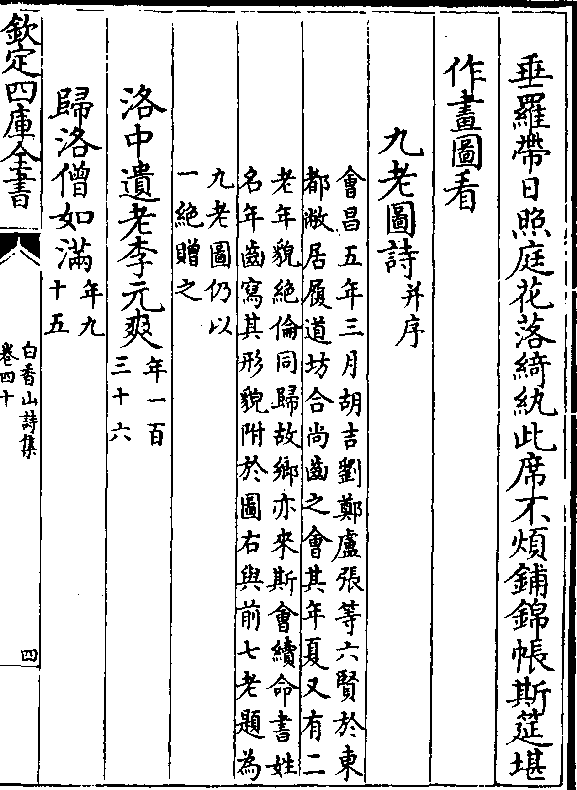 垂羅帶日照庭花落綺紈此席不煩鋪錦帳斯筵堪
作畫圖看
九老圖詩并序
會昌五年三月胡吉劉鄭盧張等六賢於東
都敝居履道坊合尚齒之會其年夏又有二
老年貌絶倫同歸故鄉亦來斯會續命書姓
名年齒寫其形貌附於圖右與前七老題為
九老圖仍以
一絶贈之
洛中遺老李元爽年一百
三十六
歸洛僧如滿年九
十五
欽定四庫全書
白香山詩集
卷四十
四